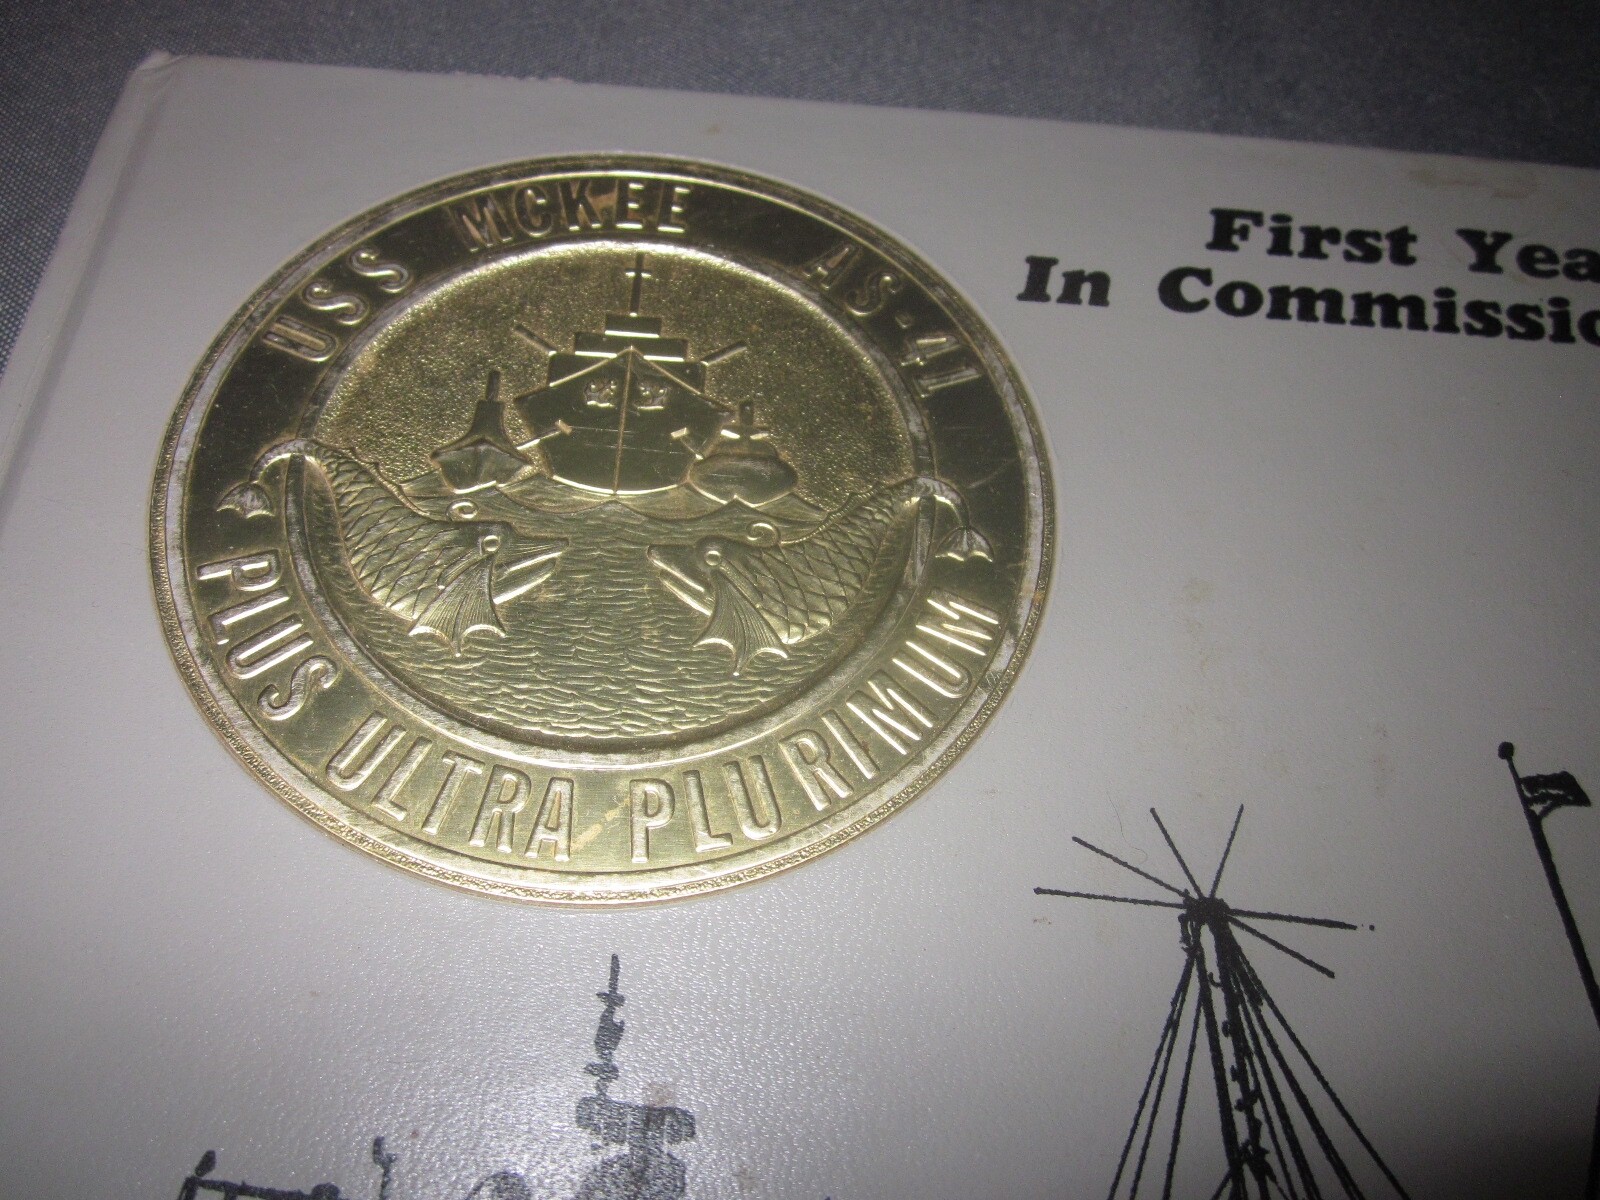 USS MCKEE AS-41
PLUS ULTRA PLURIMUM
First Yea
In Commissio